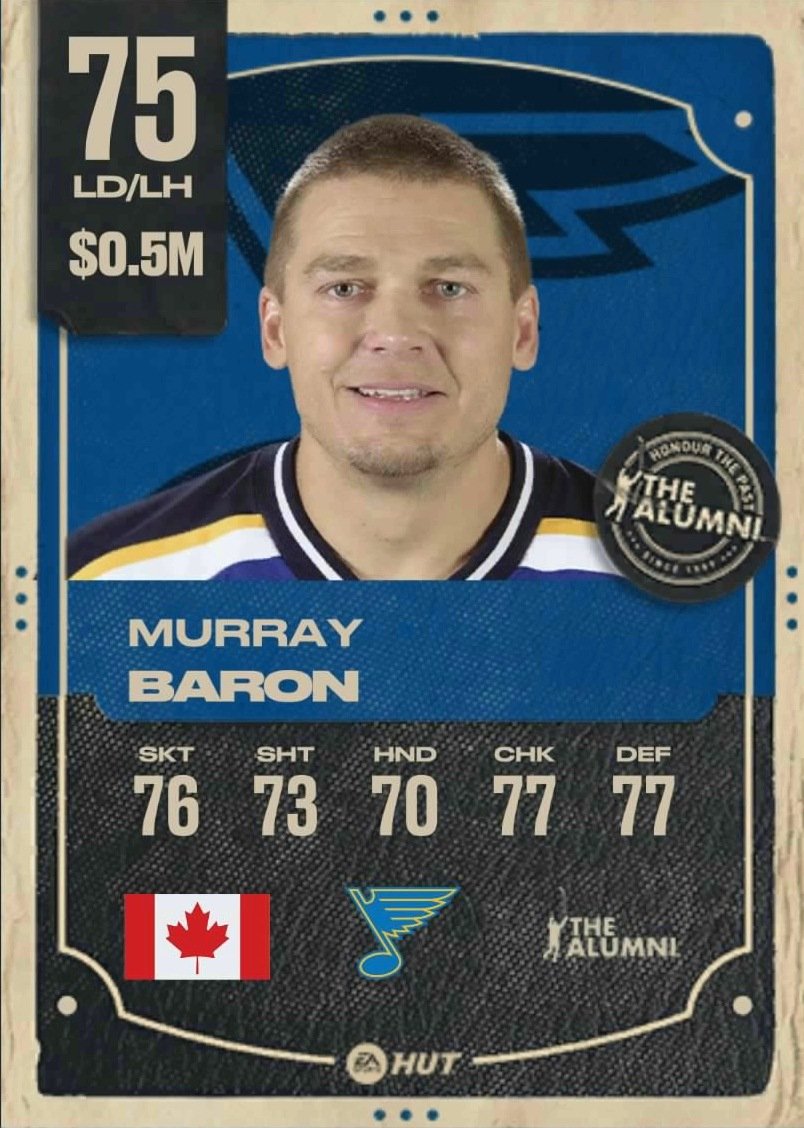 75
LD/LH
$0.5M
HONOUR THE PAST
THE
ALUMNI
MURRAY
BARON
SKT SHT HND CHK DEF
76 73 70 77 77
THE
ALUMNI
EA
HUT